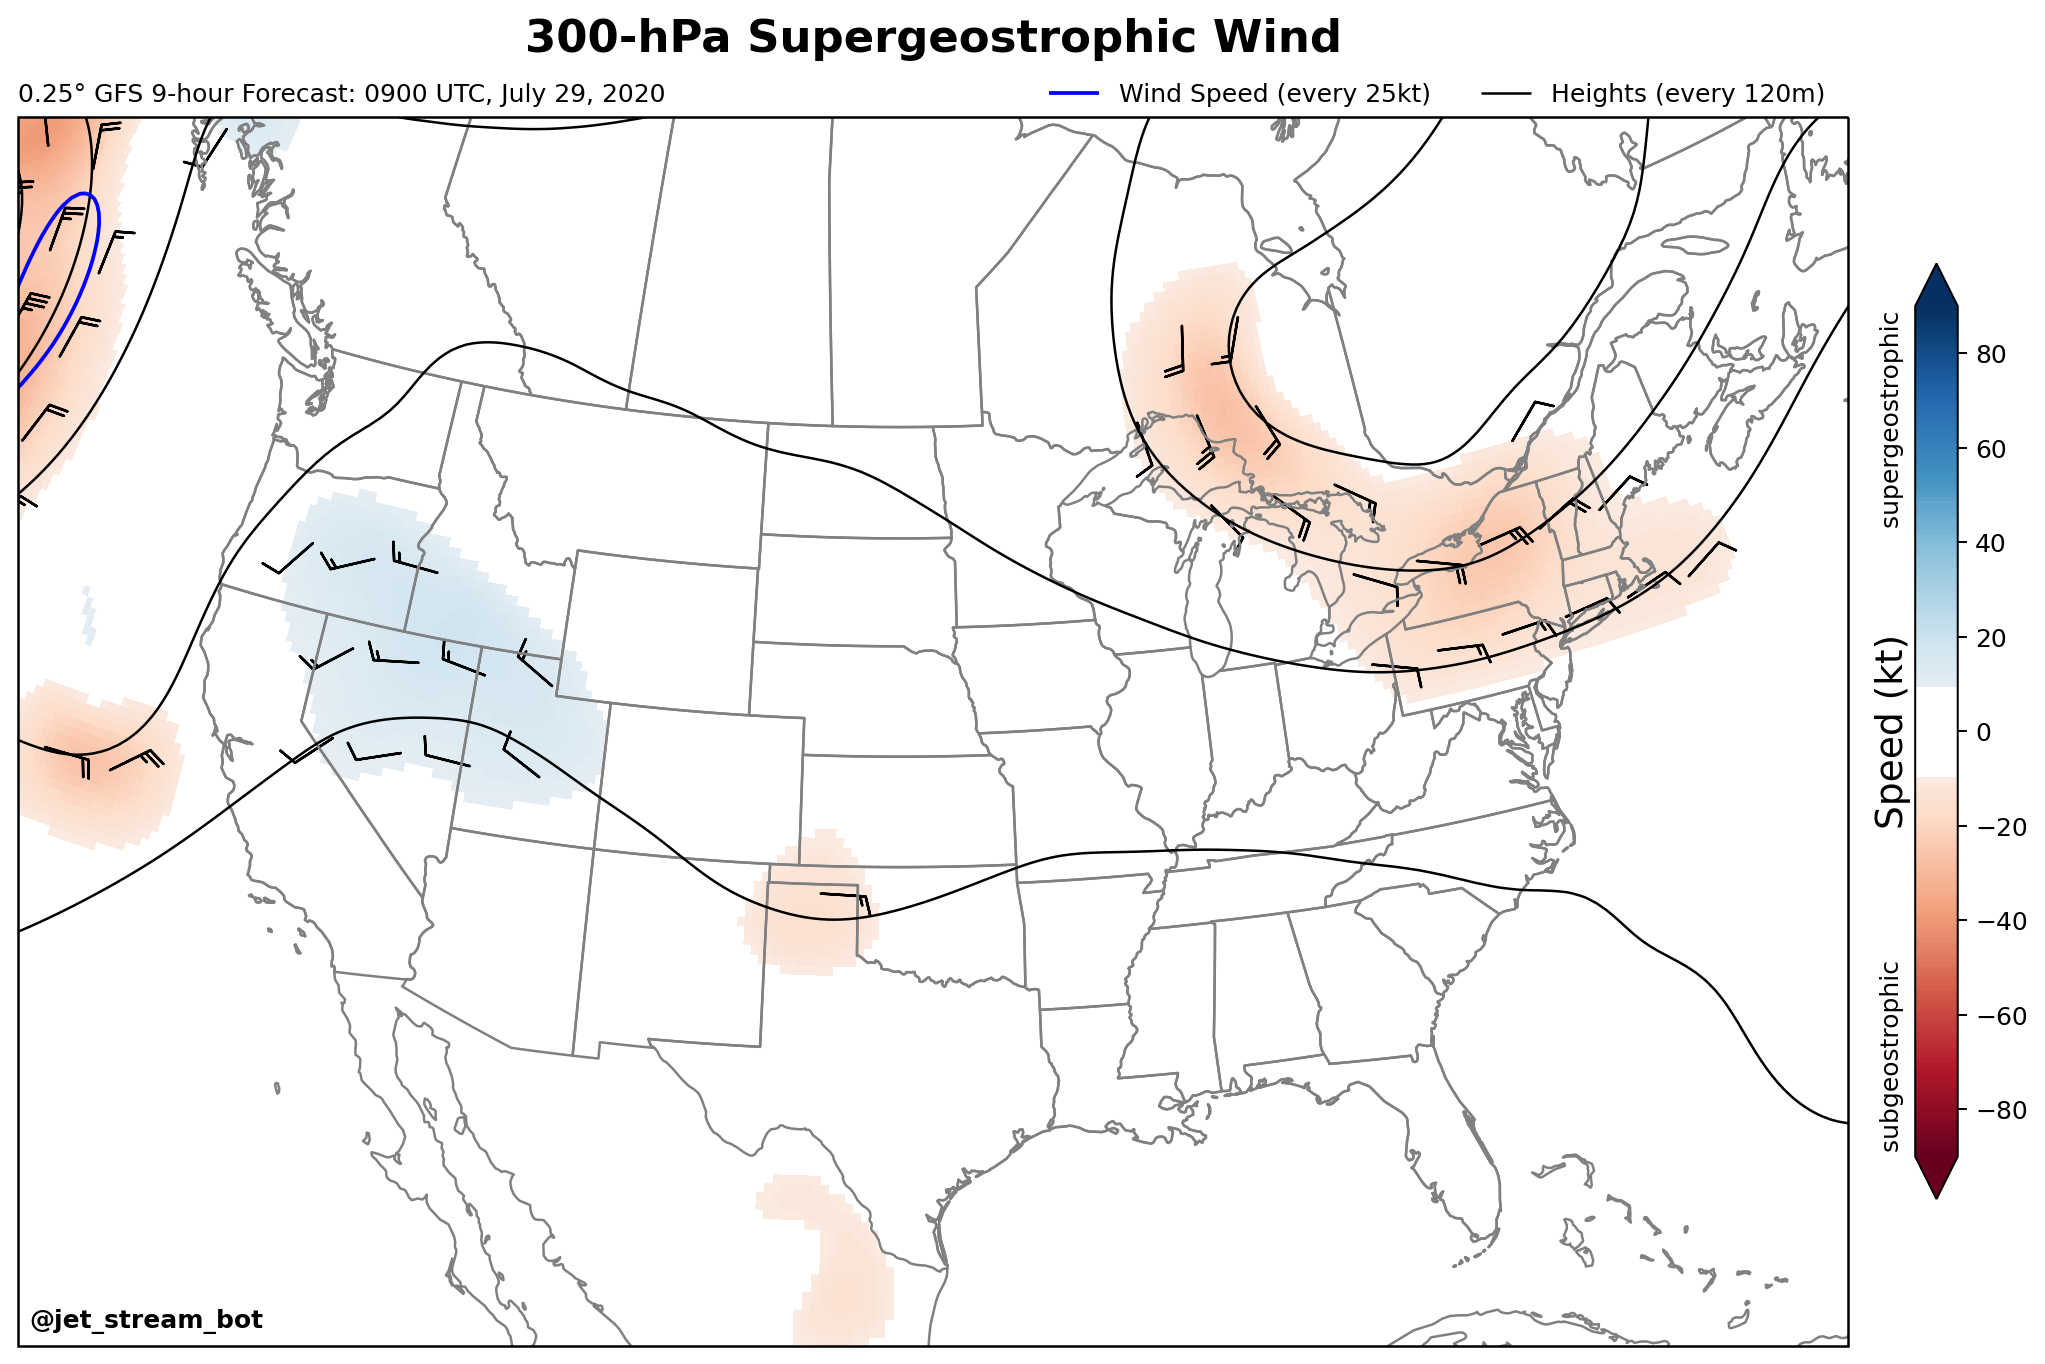 300-hPa Supergeostrophic Wind
0.25° GFS 9-hour Forecast: 0900 UTC, July 29, 2020
Wind Speed (every 25kt)
Heights (every 120m)
supergeostrophic
Speed (kt)
subgeostrophic
80
60
40
20
0
−20
−40
−60
−80
@jet_stream_bot